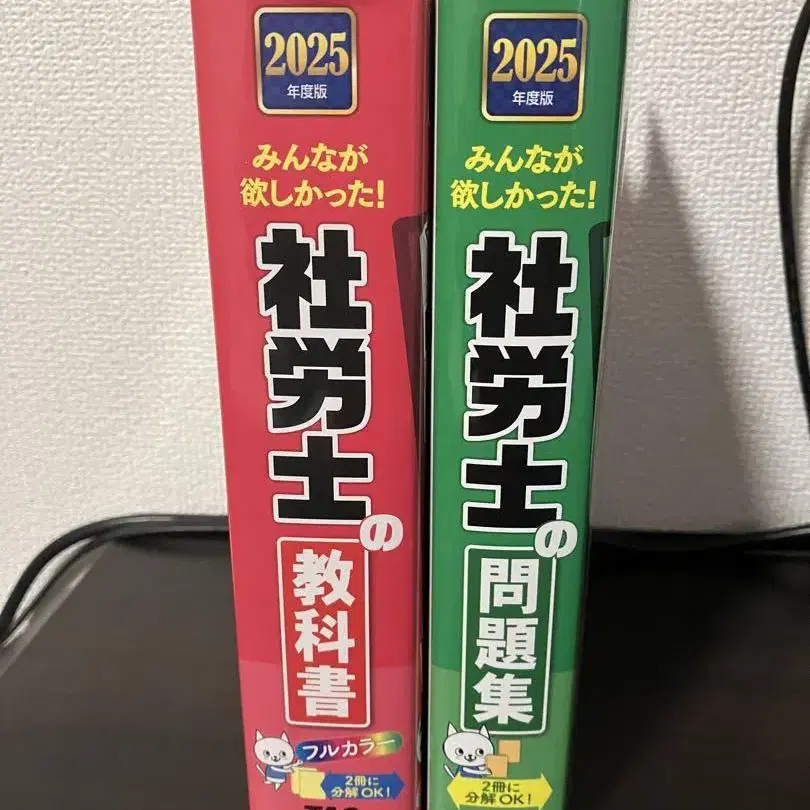 2025
年度版
みんなが
欲しかった!
社労士の
教科書
フルカラー
2冊に
分解OK!
2025
年度版
みんなが
欲しかった!
社労士の
問題集
2冊に
分解OK!